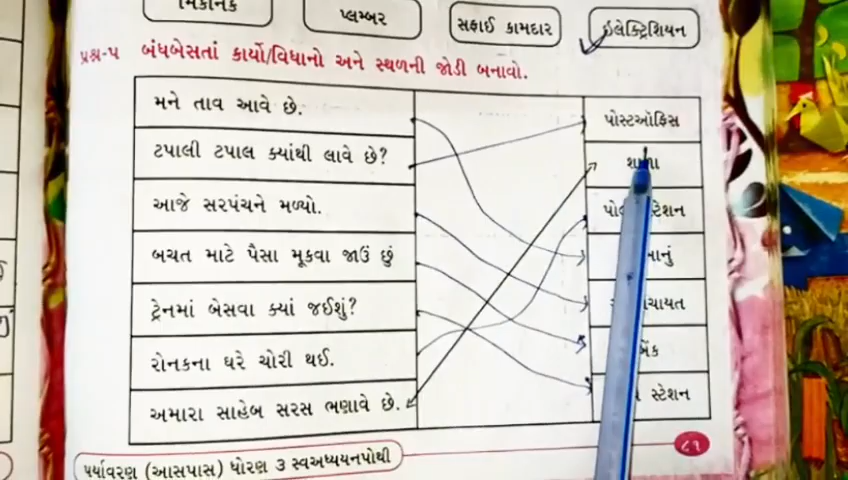 મિકેનિક
પ્લમ્બર
સફાઈ કામદાર
ઇલેક્ટ્રિશિયન
પ્રશ્ન-૫ બંધબેસતાં કાર્યો/વિધાનો અને સ્થળની જોડી બનાવો.
મને તાવ આવે છે.
પોસ્ટઑફિસ
ટપાલી ટપાલ ક્યાંથી લાવે છે?
આજે સરપંચને મળ્યો.
સ્ટેશન
બચત માટે પૈસા મૂકવા જાઉં છું
ટ્રેનમાં બેસવા ક્યાં જઈશું?
રોનકના ઘરે ચોરી થઈ.
બેંક
અમારા સાહેબ સરસ ભણાવે છે.
સ્ટેશન
૮૧
પર્યાવરણ (આસપાસ) ધોરણ ૩ સ્વઅધ્યયનપોથી